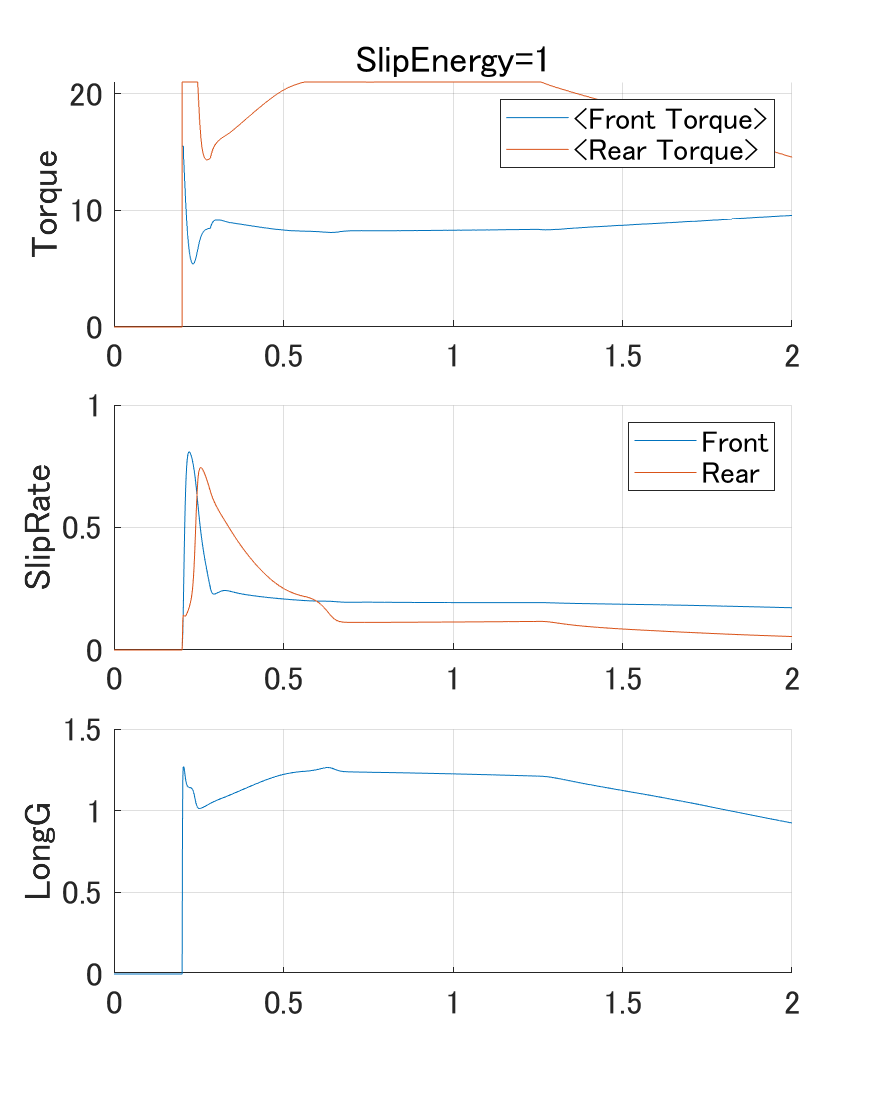 SlipEnergy=1
Torque
20
10
0
<Front Torque>
<Rear Torque>
0 0.5 1 1.5 2
SlipRate
1
0.5
0
Front
Rear
0 0.5 1 1.5 2
LongG
1.5
1
0.5
0
0 0.5 1 1.5 2